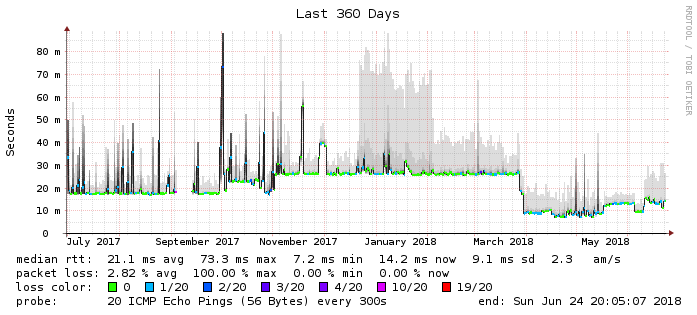 Last 360 Days
RRDTOOL / TOBI OETIKER
Seconds
80 m
70 m
60 m
50 m
40 m
30 m
20 m
10 m
0
July 2017 September 2017 November 2017 January 2018 March 2018 May 2018
median rtt: 21.1 ms avg 73.3 ms max 7.2 ms min 14.2 ms now 9.1 ms sd 2.3 am/s
packet loss: 2.82 % avg 100.00 % max 0.00 % min 0.00 % now
loss color: 0 1/20 2/20 3/20 4/20 10/20 19/20
probe: 20 ICMP Echo Pings (56 Bytes) every 300s end: Sun Jun 24 20:05:07 2018